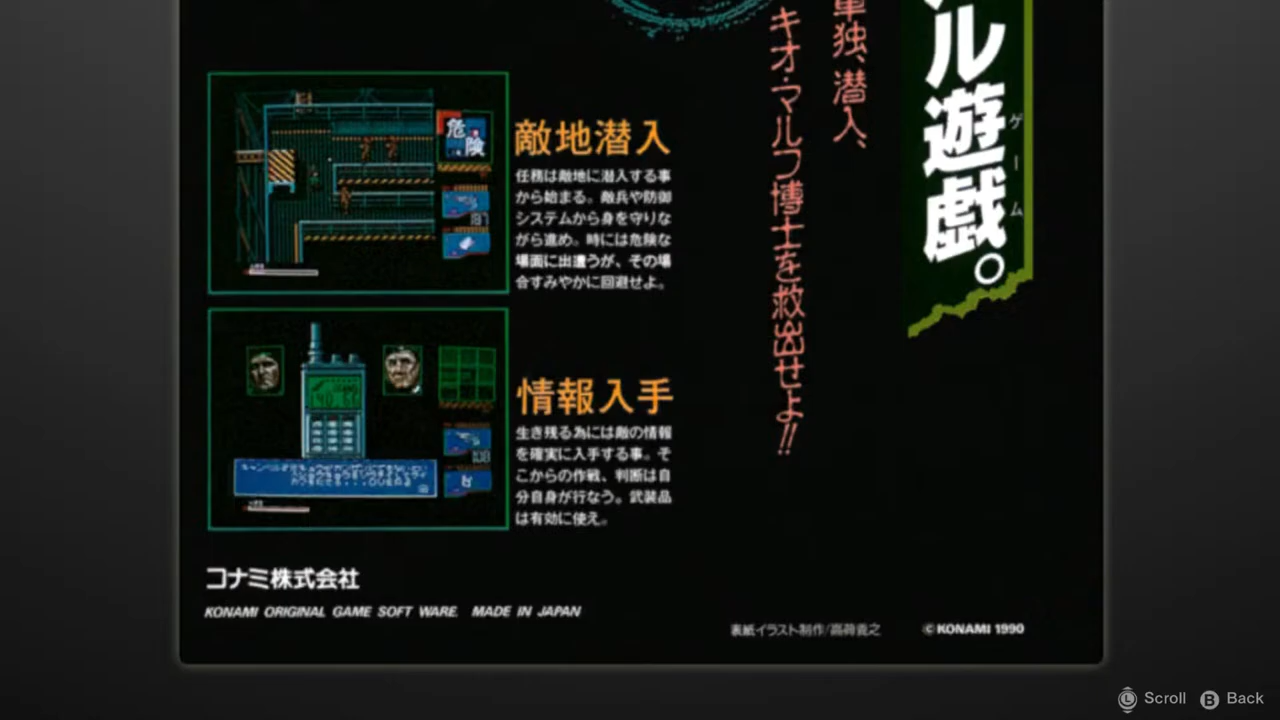 ル遊戯。
ゲーム
単独、潜入、
キオ・マルフ博士を救出せよ!!
危険
敵地潜入
任務は敵地に潜入する事
から始まる。敵兵や防御
システムから身を守りな
がら進め。時には危険な
場面に出遭うが、その場
合すみやかに回避せよ。
情報入手
生き残る為には敵の情報
を確実に入手する事。そ
こからの作戦、判断は自
分自身が行なう。武装品
は有効に使え。
コナミ株式会社
KONAMI ORIGINAL GAME SOFT WARE. MADE IN JAPAN
表紙イラスト制作/高荷義之
©KONAMI 1990
Scroll
B Back